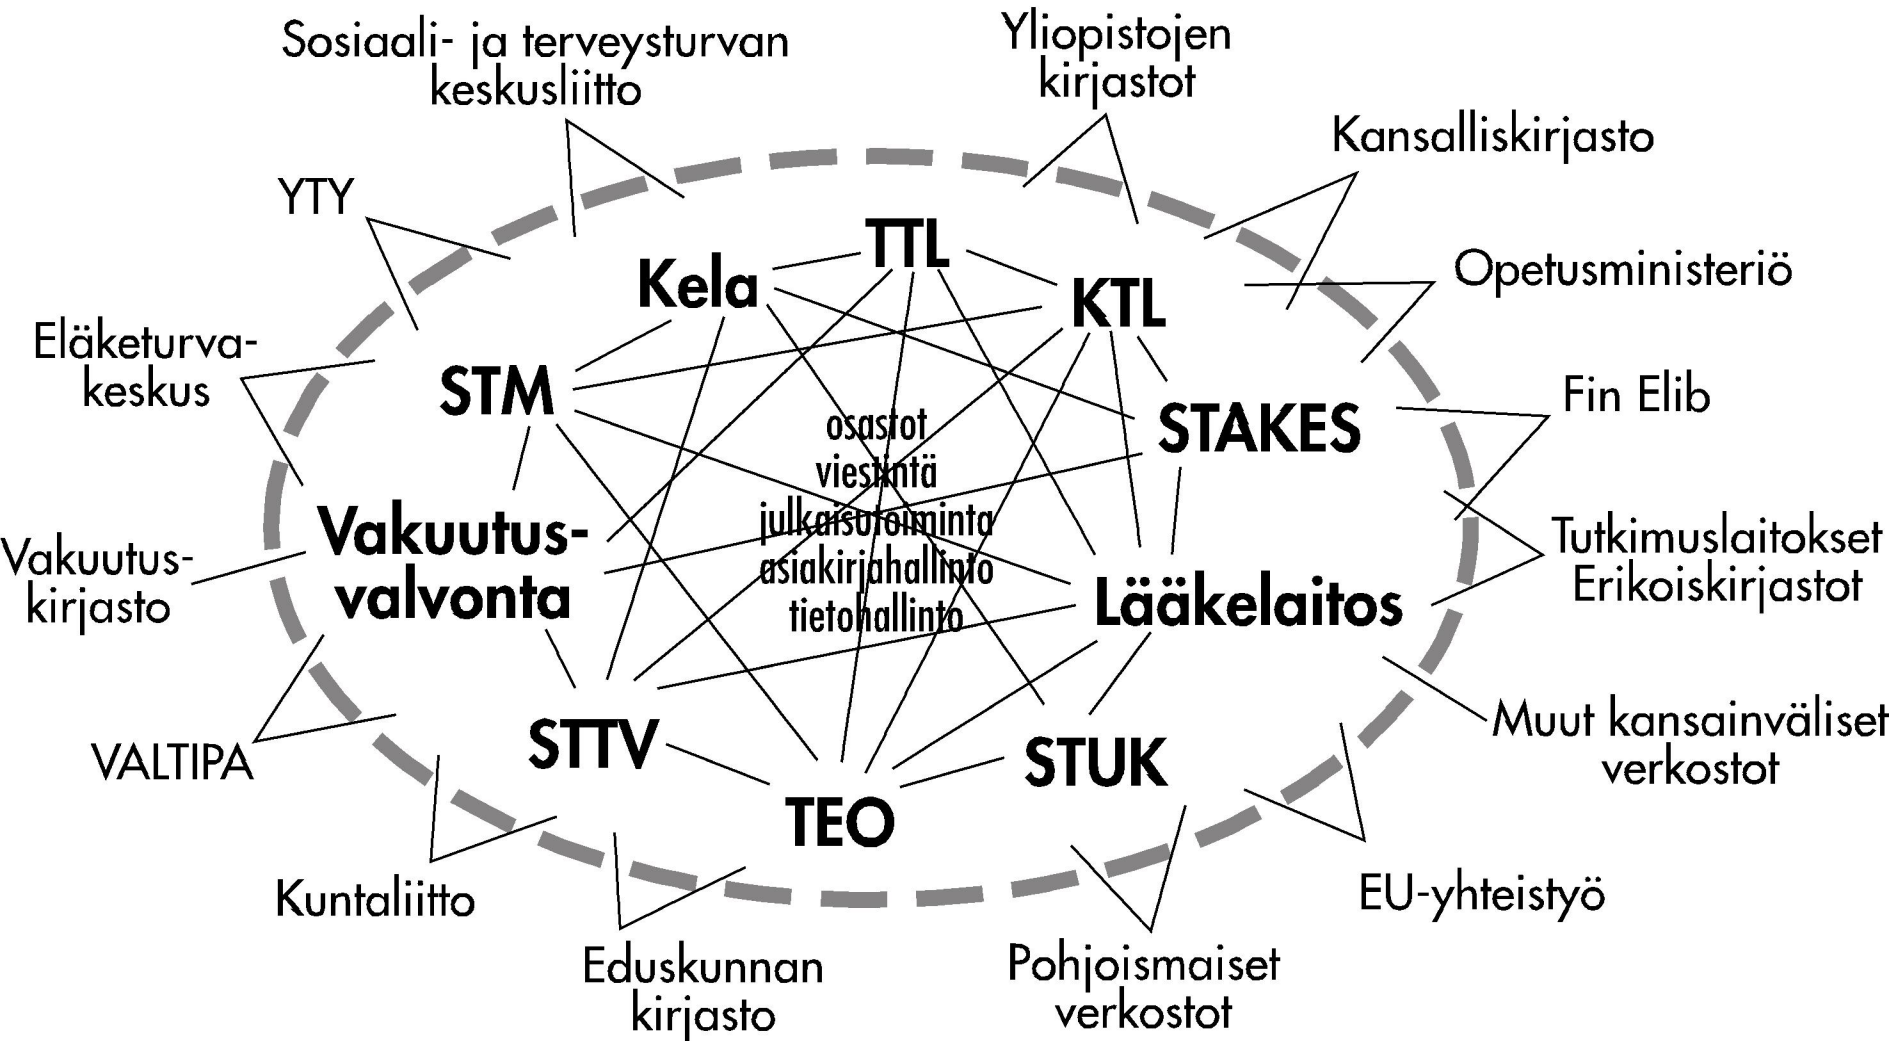 Sosiaali- ja terveysturvan
keskusliitto
Yliopistojen
kirjastot
Kansalliskirjasto
YTY
Opetusministeriö
Eläketurva-
keskus
Fin Elib
Vakuutus-
kirjasto
Tutkimuslaitokset
Erikoiskirjastot
VALTIPA
Muut kansainväliset
verkostot
Kuntaliitto
EU-yhteistyö
Eduskunnan
kirjasto
Pohjoismaiset
verkostot
TTL
Kela
KTL
STM
STAKES
Vakuutus-
valvonta
Lääkelaitos
STTV
STUK
TEO
osastot
viestintä
julkaisutoiminta
asiakirjahallinto
tietohallinto